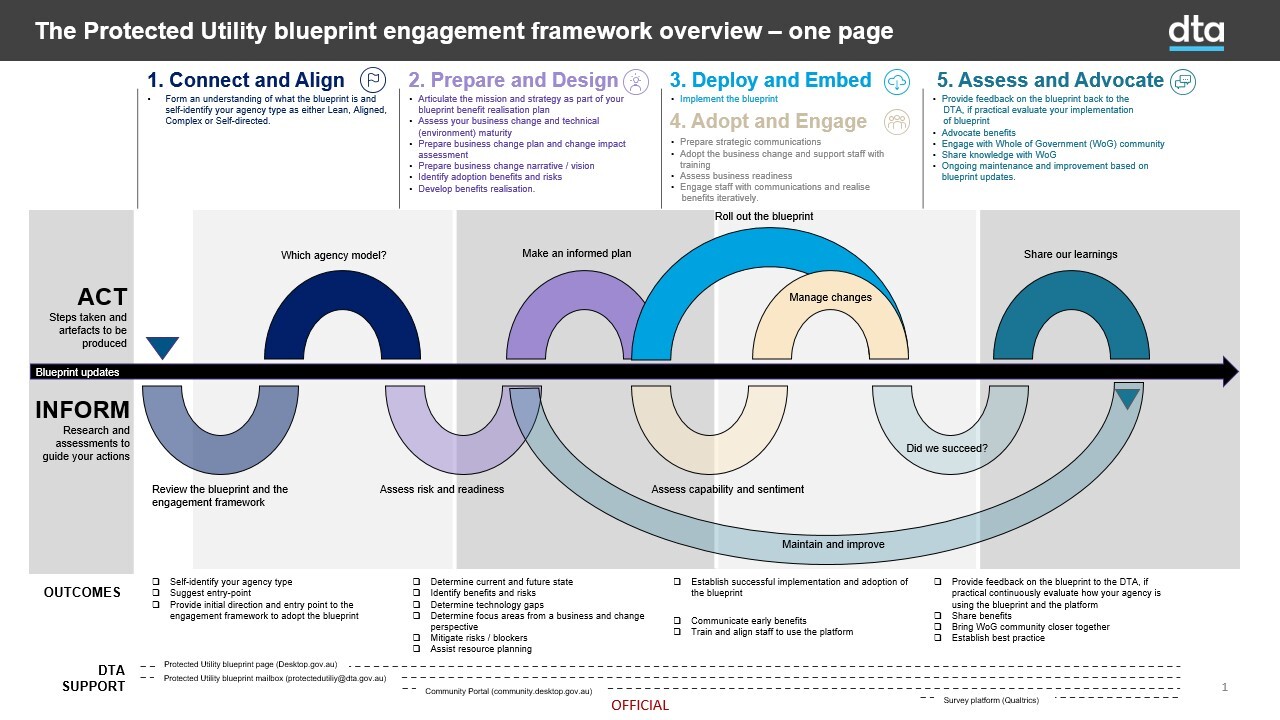 The Protected Utility blueprint engagement framework overview – one page
dta
1. Connect and Align
• Form an understanding of what the blueprint is and
self-identify your agency type as either Lean, Aligned,
Complex or Self-directed.
2. Prepare and Design
• Articulate the mission and strategy as part of your
blueprint benefit realisation plan
• Assess your business change and technical
(environment) maturity
• Prepare business change plan and change impact
assessment
• Prepare business change narrative / vision
• Identify adoption benefits and risks
• Develop benefits realisation.
3. Deploy and Embed
• Implement the blueprint
4. Adopt and Engage
• Prepare strategic communications
• Adopt the business change and support staff with
training
• Assess business readiness
• Engage staff with communications and realise
benefits iteratively.
5. Assess and Advocate
• Provide feedback on the blueprint back to the
DTA, if practical evaluate your implementation
of blueprint
• Advocate benefits
• Engage with Whole of Government (WoG) community
• Share knowledge with WoG
• Ongoing maintenance and improvement based on
blueprint updates.
Roll out the blueprint
Which agency model?
Make an informed plan
Share our learnings
Manage changes
ACT
Steps taken and
artefacts to be
produced
Blueprint updates
INFORM
Research and
assessments to
guide your actions
Did we succeed?
Review the blueprint and the
engagement framework
Assess risk and readiness
Assess capability and sentiment
Maintain and improve
OUTCOMES
❑ Self-identify your agency type
❑ Suggest entry-point
❑ Provide initial direction and entry point to the
engagement framework to adopt the blueprint
❑ Determine current and future state
❑ Identify benefits and risks
❑ Determine technology gaps
❑ Determine focus areas from a business and change
perspective
❑ Mitigate risks / blockers
❑ Assist resource planning
❑ Establish successful implementation and adoption of
the blueprint
❑ Communicate early benefits
❑ Train and align staff to use the platform
❑ Provide feedback on the blueprint to the DTA, if
practical continuously evaluate how your agency is
using the blueprint and the platform
❑ Share benefits
❑ Bring WoG community closer together
❑ Establish best practice
DTA
SUPPORT
Protected Utility blueprint page (Desktop.gov.au)
Protected Utility blueprint mailbox (protectedutiliy@dta.gov.au)
Community Portal (community.desktop.gov.au)
Survey platform (Qualtrics)
OFFICIAL
1